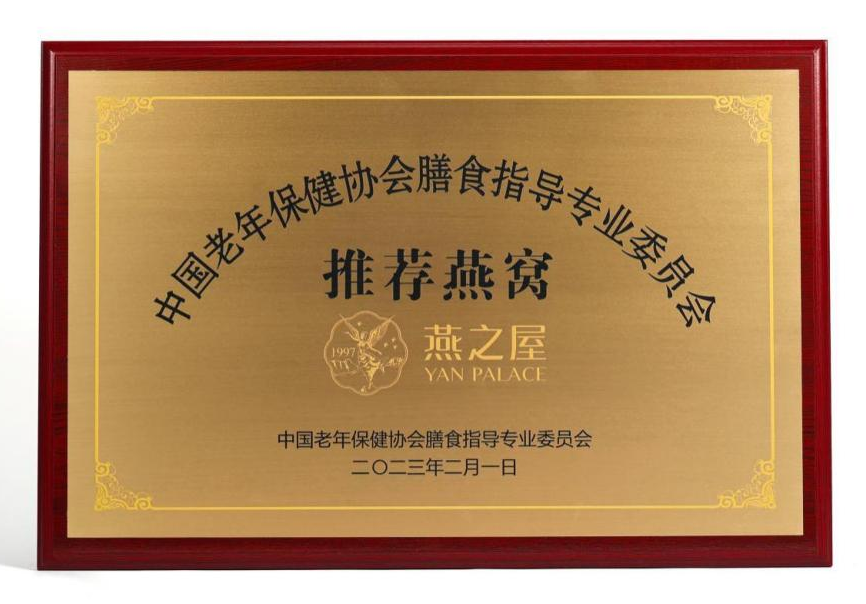 中国老年保健协会膳食指导专业委员会
推荐燕窝
1997
燕之屋
YAN PALACE
中国老年保健协会膳食指导专业委员会
二〇二三年二月一日